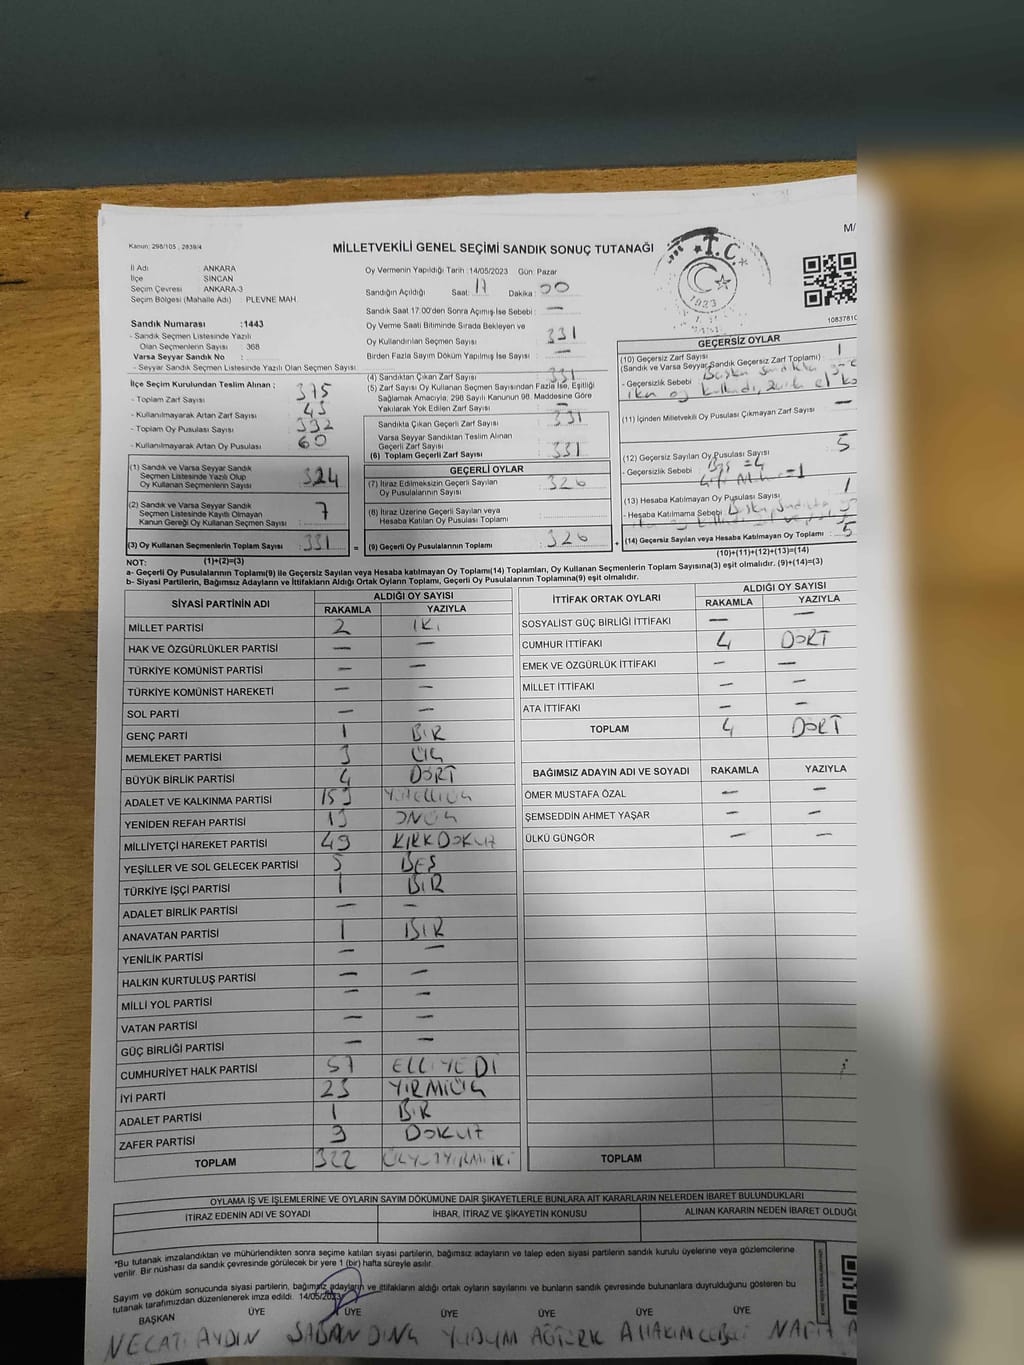 M/
Kanun: 298/105 , 2839/4
MİLLETVEKİLİ GENEL SEÇİMİ SANDIK SONUÇ TUTANAĞI
T.C.
1923
İl Adı : ANKARA
İlçe : SİNCAN
Seçim Çevresi : ANKARA-3
Seçim Bölgesi (Mahalle Adı) : PLEVNE MAH.
Oy Vermenin Yapıldığı Tarih :14/05/2023 Gün: Pazar
Sandığın Açıldığı Saat: 17 Dakika: 00
Sandık Saat 17.00'den Sonra Açılmış İse Sebebi : —
Oy Verme Saati Bitiminde Sırada Bekleyen ve
Oy Kullandırılan Seçmen Sayısı : 331
Birden Fazla Sayım Döküm Yapılmış İse Sayısı : —
Sandık Numarası :1443
- Sandık Seçmen Listesinde Yazılı
Olan Seçmenlerin Sayısı : 368
Varsa Seyyar Sandık No :
- Seyyar Sandık Seçmen Listesinde Yazılı Olan Seçmen Sayısı
İlçe Seçim Kurulundan Teslim Alınan :
- Toplam Zarf Sayısı : 375
- Kullanılmayarak Artan Zarf Sayısı : 43
- Toplam Oy Pusulası Sayısı : 332
- Kullanılmayarak Artan Oy Pusulası : 60
(1) Sandık ve Varsa Seyyar Sandık
Seçmen Listesinde Yazılı Olup
Oy Kullanan Seçmenlerin Sayısı : 324
(2) Sandık ve Varsa Seyyar Sandık
Seçmen Listesinde Kayıtlı Olmayan
Kanun Gereği Oy Kullanan Seçmen Sayısı : 7
(3) Oy Kullanan Seçmenlerin Toplam Sayısı : 331
(1)+(2)=(3)
(4) Sandıktan Çıkan Zarf Sayısı : 331
(5) Zarf Sayısı Oy Kullanan Seçmen Sayısından Fazla İse, Eşitliği
Sağlamak Amacıyla, 298 Sayılı Kanunun 98. Maddesine Göre
Yakılarak Yok Edilen Zarf Sayısı : —
Sandıkta Çıkan Geçerli Zarf Sayısı : 331
Varsa Seyyar Sandıktan Teslim Alınan
Geçerli Zarf Sayısı
(6) Toplam Geçerli Zarf Sayısı : 331
GEÇERLİ OYLAR
(7) İtiraz Edilmeksizin Geçerli Sayılan
Oy Pusulalarının Sayısı : 326
(8) İtiraz Üzerine Geçerli Sayılan veya
Hesaba Katılan Oy Pusulası Toplamı
= (9) Geçerli Oy Pusulalarının Toplamı : 326 +
GEÇERSİZ OYLAR
(10) Geçersiz Zarf Sayısı : 1
(Sandık ve Varsa Seyyar Sandık Geçersiz Zarf Toplamı)
- Geçersizlik Sebebi : Başka sandıkta
(11) İçinden Milletvekili Oy Pusulası Çıkmayan Zarf Sayısı : —
(12) Geçersiz Sayılan Oy Pusulası Sayısı : 5
- Geçersizlik Sebebi : Boş =4
=1
(13) Hesaba Katılmayan Oy Pusulası Sayısı : 1
- Hesaba Katılmama Sebebi : Başka sandıkta
(14) Geçersiz Sayılan veya Hesaba Katılmayan Oy Toplamı : 5
(10)+(11)+(12)+(13)=(14)
NOT:
a- Geçerli Oy Pusulalarının Toplamı(9) ile Geçersiz Sayılan veya Hesaba katılmayan Oy Toplamı(14) Toplamları, Oy Kullanan Seçmenlerin Toplam Sayısına(3) eşit olmalıdır. (9)+(14)=(3)
b- Siyasi Partilerin, Bağımsız Adayların ve İttifakların Aldığı Ortak Oyların Toplamı, Geçerli Oy Pusulalarının Toplamına(9) eşit olmalıdır.
SİYASİ PARTİNİN ADI ALDIĞI OY SAYISI
RAKAMLA YAZIYLA
MİLLET PARTİSİ 2 İKİ
HAK VE ÖZGÜRLÜKLER PARTİSİ — —
TÜRKİYE KOMÜNİST PARTİSİ — —
TÜRKİYE KOMÜNİST HAREKETİ — —
SOL PARTİ — —
GENÇ PARTİ 1 BİR
MEMLEKET PARTİSİ 3 ÜÇ
BÜYÜK BİRLİK PARTİSİ 4 DÖRT
ADALET VE KALKINMA PARTİSİ 153 YÜZELLİÜÇ
YENİDEN REFAH PARTİSİ 13 ONÜÇ
MİLLİYETÇİ HAREKET PARTİSİ 49 KIRKDOKUZ
YEŞİLLER VE SOL GELECEK PARTİSİ 5 BEŞ
TÜRKİYE İŞÇİ PARTİSİ 1 BİR
ADALET BİRLİK PARTİSİ — —
ANAVATAN PARTİSİ 1 BİR
YENİLİK PARTİSİ — —
HALKIN KURTULUŞ PARTİSİ — —
MİLLİ YOL PARTİSİ — —
VATAN PARTİSİ — —
GÜÇ BİRLİĞİ PARTİSİ — —
CUMHURİYET HALK PARTİSİ 57 ELLİYEDİ
İYİ PARTİ 23 YİRMİÜÇ
ADALET PARTİSİ 1 BİR
ZAFER PARTİSİ 9 DOKUZ
TOPLAM 322 ÜÇYÜZYİRMİİKİ
İTTİFAK ORTAK OYLARI ALDIĞI OY SAYISI
RAKAMLA YAZIYLA
SOSYALİST GÜÇ BİRLİĞİ İTTİFAKI — —
CUMHUR İTTİFAKI 4 DÖRT
EMEK VE ÖZGÜRLÜK İTTİFAKI — —
MİLLET İTTİFAKI — —
ATA İTTİFAKI — —
TOPLAM 4 DÖRT
BAĞIMSIZ ADAYIN ADI VE SOYADI RAKAMLA YAZIYLA
ÖMER MUSTAFA ÖZAL — —
ŞEMSEDDİN AHMET YAŞAR — —
ÜLKÜ GÜNGÖR — —
TOPLAM
OYLAMA İŞ VE İŞLEMLERİNE VE OYLARIN SAYIM DÖKÜMÜNE DAİR ŞİKAYETLERLE BUNLARA AİT KARARLARIN NELERDEN İBARET BULUNDUKLARI
İTİRAZ EDENİN ADI VE SOYADI İHBAR, İTİRAZ VE ŞİKAYETİN KONUSU ALINAN KARARIN NEDEN İBARET OLDUĞU
*Bu tutanak imzalandıktan ve mühürlendikten sonra seçime katılan siyasi partilerin, bağımsız adayların ve talep eden siyasi partilerin sandık kurulu üyelerine veya gözlemcilerine
verilir. Bir nüshası da sandık çevresinde görülecek bir yere 1 (bir) hafta süreyle asılır.
Sayım ve döküm sonucunda siyasi partilerin, bağımsız adayların ve ittifakların aldığı ortak oyların sayılarını ve bunların sandık çevresinde bulunanlara duyrulduğunu gösteren bu
tutanak tarafımızdan düzenlenerek imza edildi. 14/05/2023
BAŞKAN ÜYE ÜYE ÜYE ÜYE ÜYE
NECATİ AYDIN ŞABAN DİNÇ